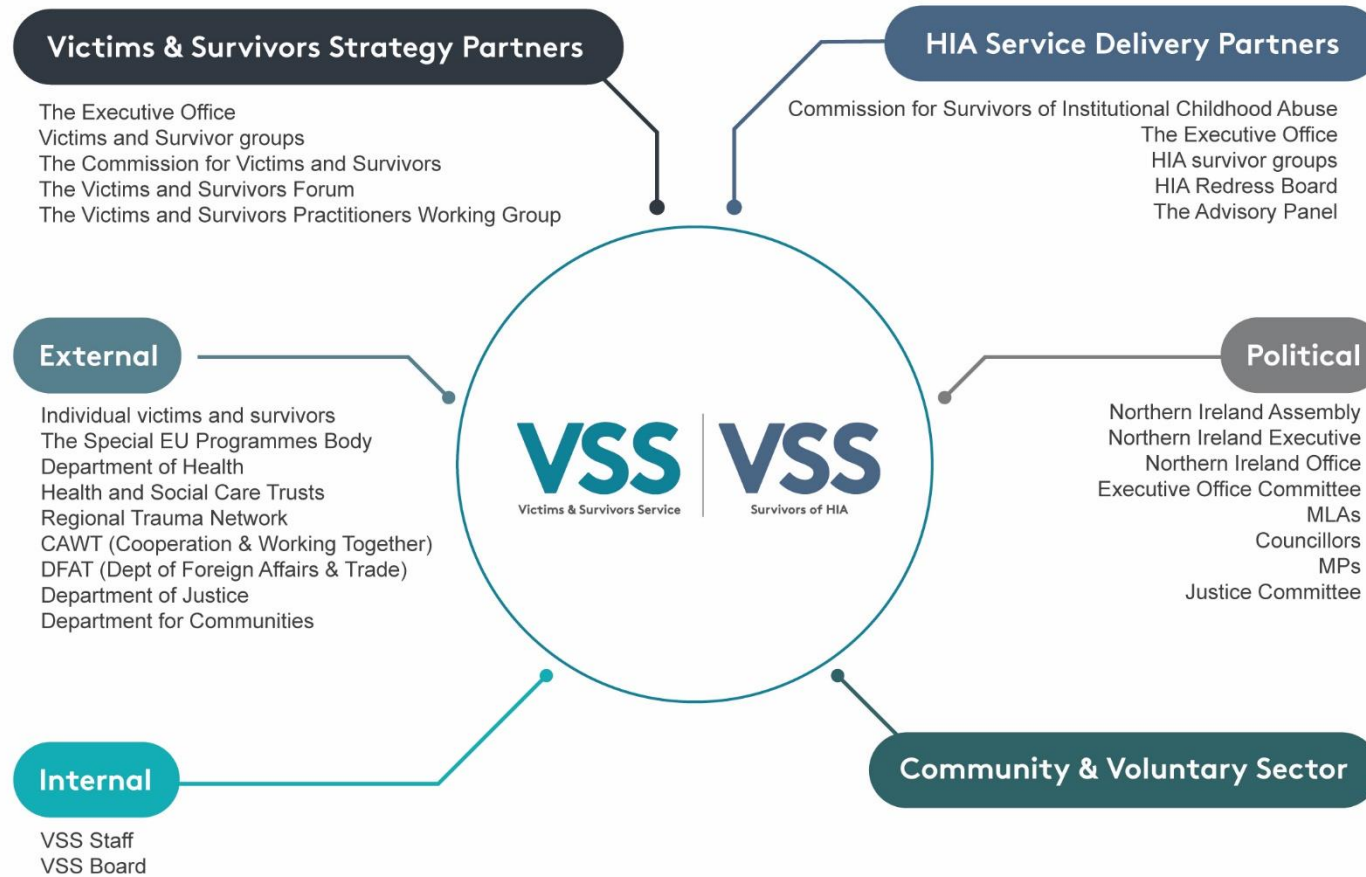 Victims & Survivors Strategy Partners
The Executive Office
Victims and Survivor groups
The Commission for Victims and Survivors
The Victims and Survivors Forum
The Victims and Survivors Practitioners Working Group
HIA Service Delivery Partners
Commission for Survivors of Institutional Childhood Abuse
The Executive Office
HIA survivor groups
HIA Redress Board
The Advisory Panel
External
Individual victims and survivors
The Special EU Programmes Body
Department of Health
Health and Social Care Trusts
Regional Trauma Network
CAWT (Cooperation & Working Together)
DFAT (Dept of Foreign Affairs & Trade)
Department of Justice
Department for Communities
VSS
Victims & Survivors Service
VSS
Survivors of HIA
Political
Northern Ireland Assembly
Northern Ireland Executive
Northern Ireland Office
Executive Office Committee
MLAs
Councillors
MPs
Justice Committee
Internal
VSS Staff
VSS Board
Community & Voluntary Sector